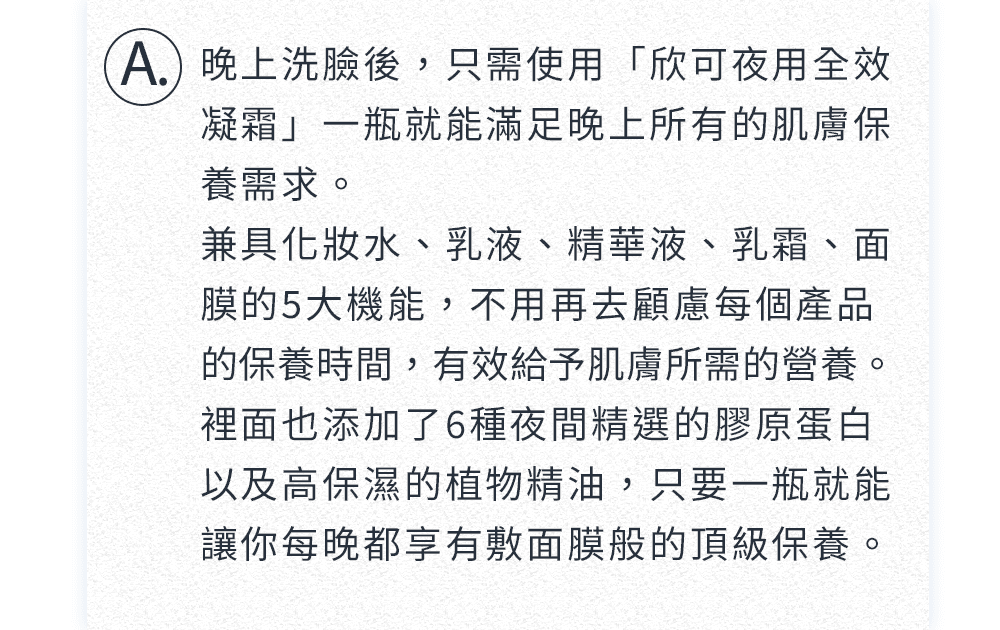 A. 晚上洗臉後，只需使用「欣可夜用全效
凝霜」一瓶就能滿足晚上所有的肌膚保
養需求。
兼具化妝水、乳液、精華液、乳霜、面
膜的5大機能，不用再去顧慮每個產品
的保養時間，有效給予肌膚所需的營養。
裡面也添加了6種夜間精選的膠原蛋白
以及高保濕的植物精油，只要一瓶就能
讓你每晚都享有敷面膜般的頂級保養。